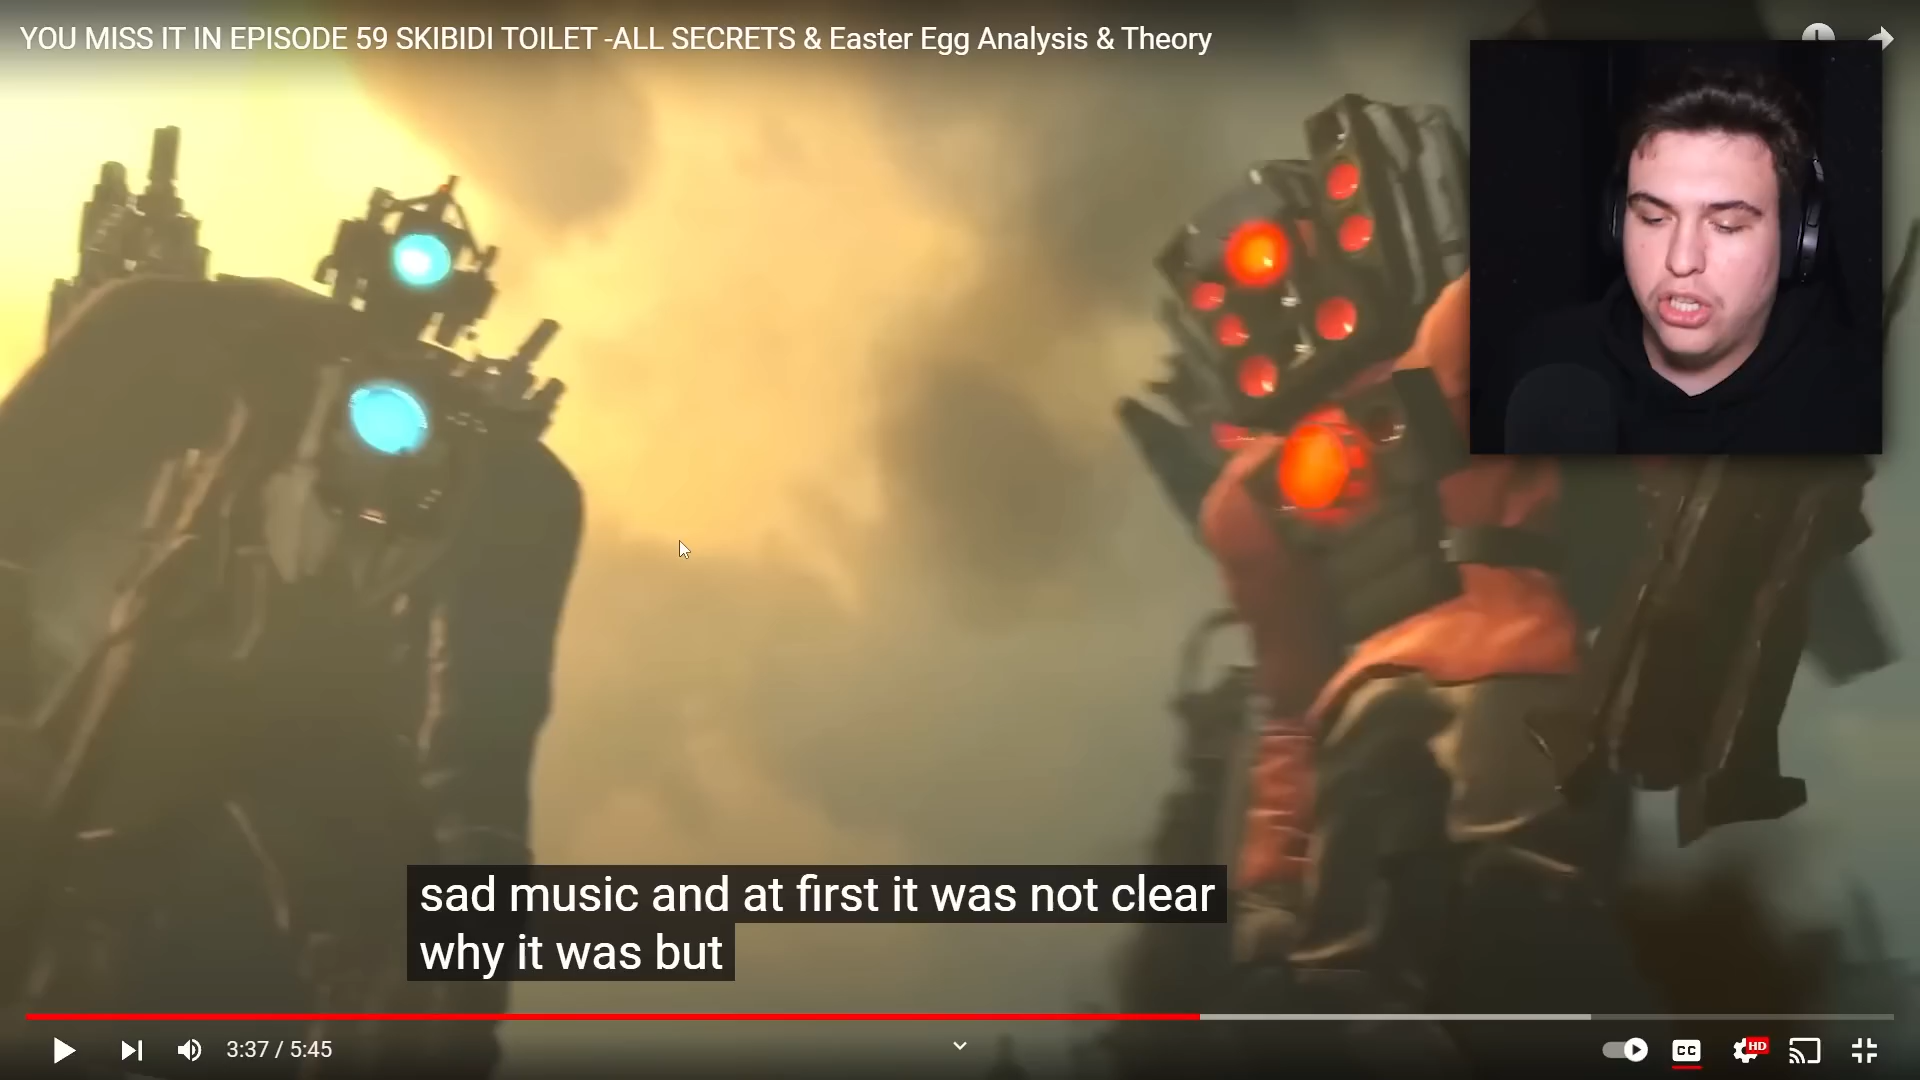 YOU MISS IT IN EPISODE 59 SKIBIDI TOILET -ALL SECRETS & Easter Egg Analysis & Theory
sad music and at first it was not clear
why it was but
3:37 / 5:45
CC
HD